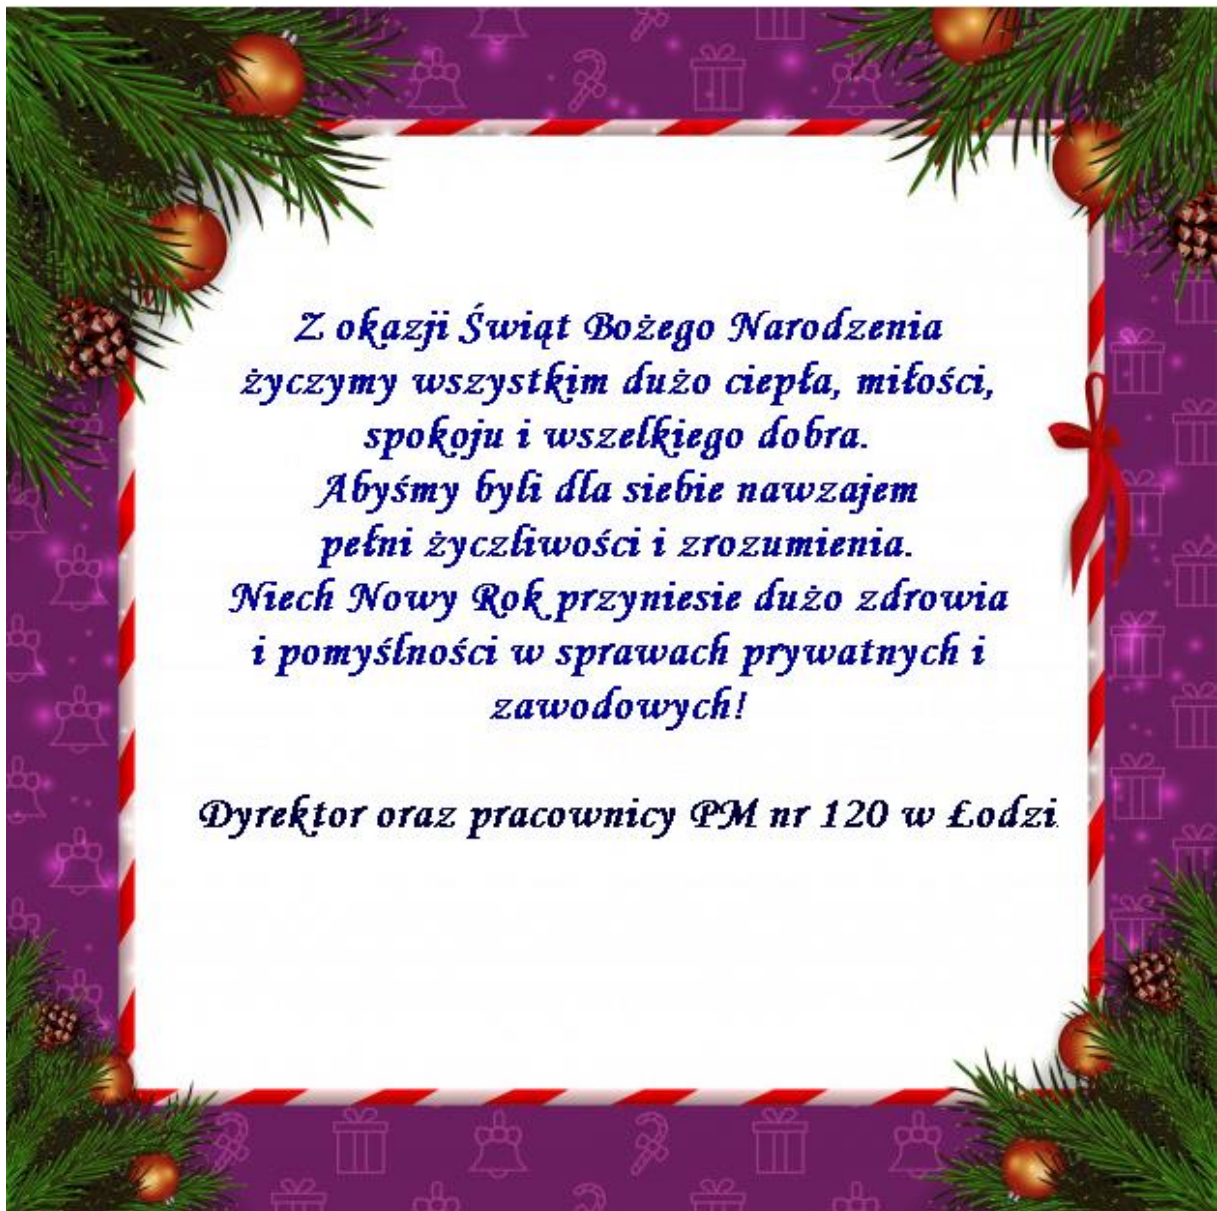 Z okazji Świąt Bożego Narodzenia
życzymy wszystkim dużo ciepła, miłości,
spokoju i wszelkiego dobra.
Abyśmy byli dla siebie nawzajem
pełni życzliwości i zrozumienia.
Niech Nowy Rok przyniesie dużo zdrowia
i pomyślności w sprawach prywatnych i
zawodowych!
Dyrektor oraz pracownicy PM nr 120 w Łodzi.